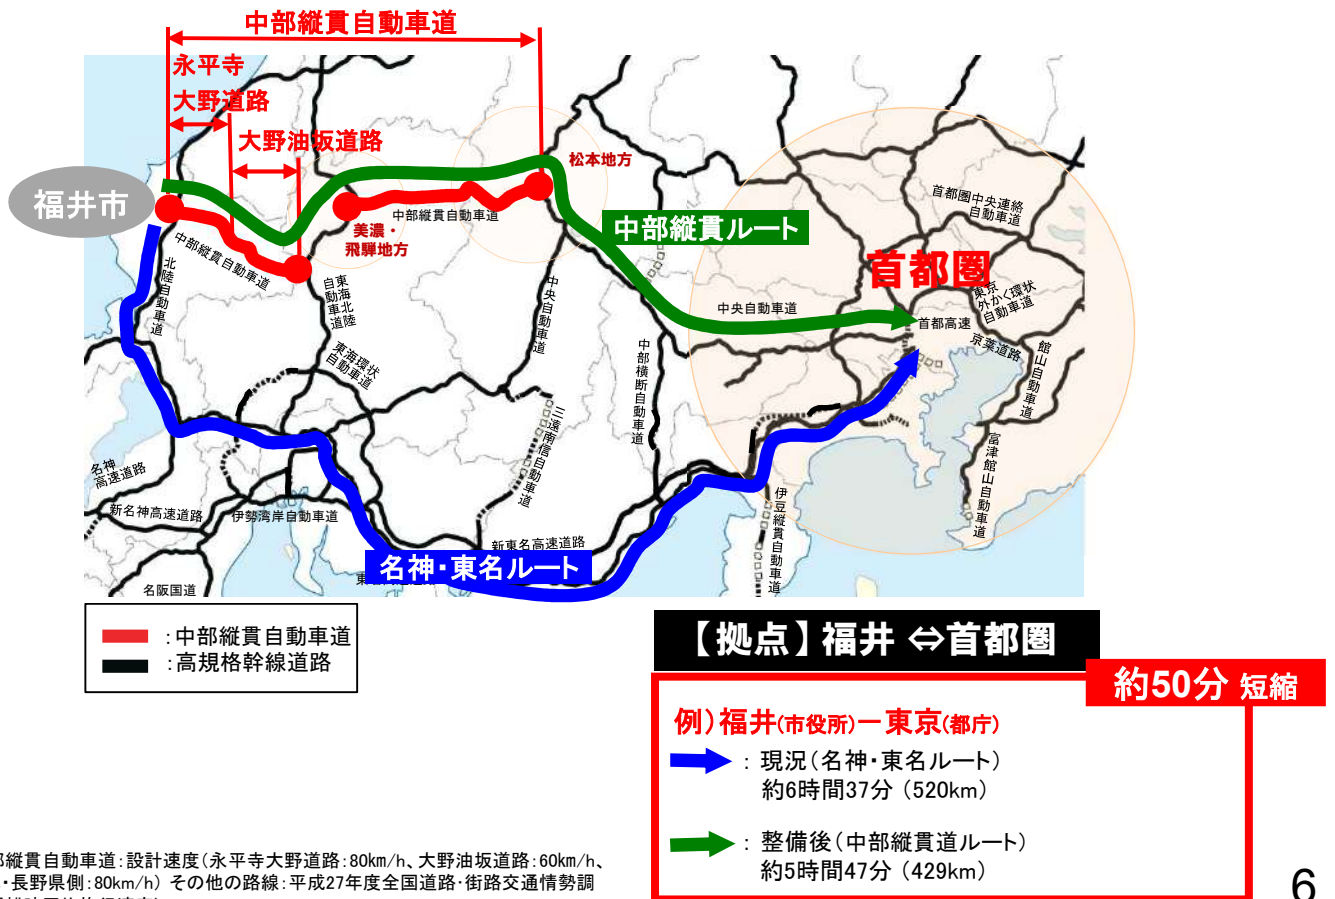 中部縦貫自動車道
永平寺
大野道路
大野油坂道路
松本地方
福井市
中部縦貫自動車道
美濃・
飛騨地方
中部縦貫自動車道
北陸自動車道
東海北陸
自動車道
中央自動車道
中部縦貫ルート
首都圏
首都圏中央連絡
自動車道
東京
外かく環状
自動車道
中央自動車道
首都高速
京葉道路
館山自動車道
東海環状
自動車道
中部横断自動車道
三遠南信自動車道
富津館山自動車道
名神
高速道路
新名神高速道路
伊勢湾岸自動車道
新東名高速道路
伊豆縦貫自動車道
名神・東名ルート
名阪国道
：中部縦貫自動車道
：高規格幹線道路
【拠点】福井⇔首都圏
約50分 短縮
例）福井(市役所)－東京(都庁)
：現況（名神・東名ルート）
約6時間37分（520km）
：整備後（中部縦貫道ルート）
約5時間47分（429km）
縦貫自動車道：設計速度（永平寺大野道路：80km/h、大野油坂道路：60km/h、
・長野県側：80km/h）その他の路線：平成27年度全国道路・街路交通情勢調
6